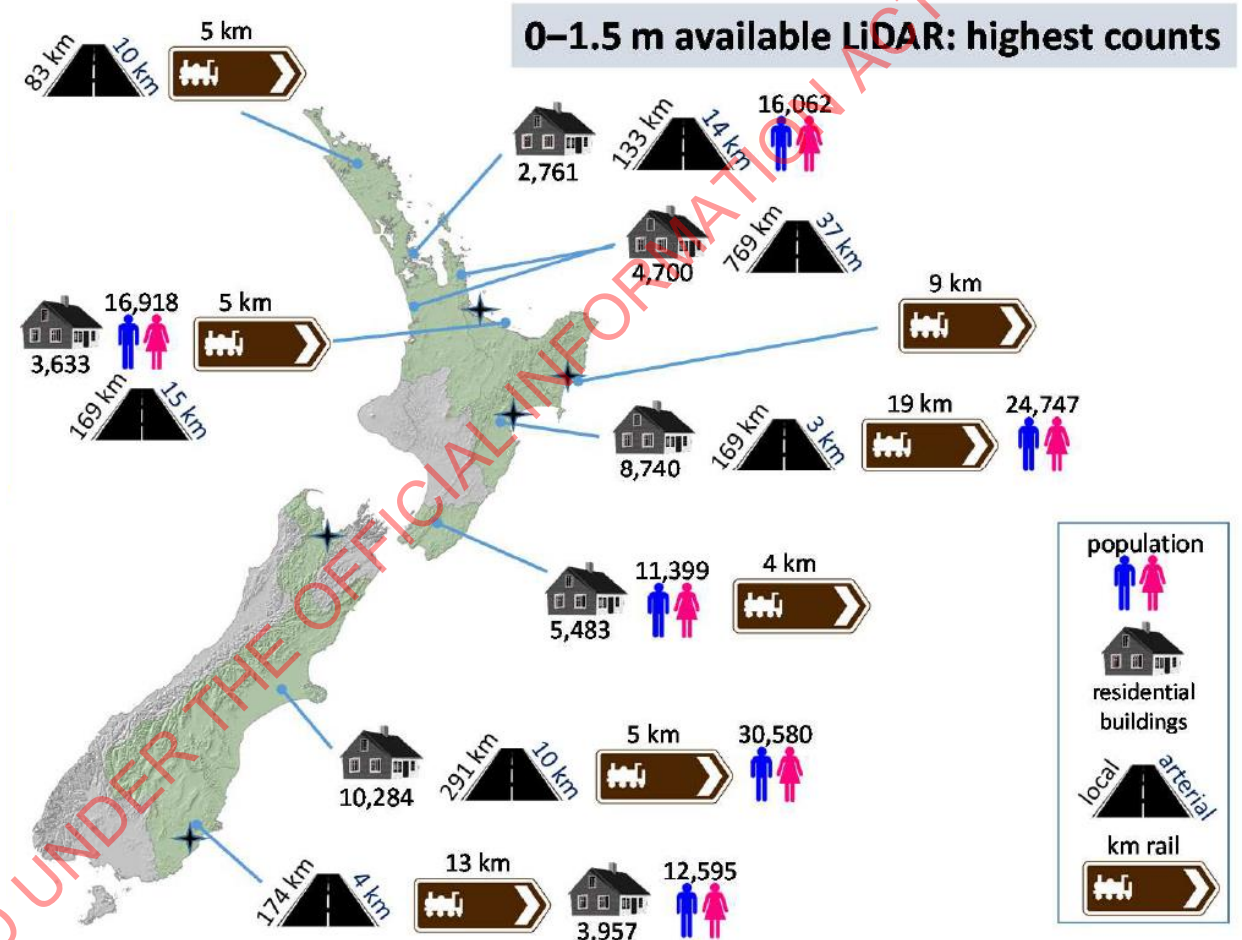 0–1.5 m available LiDAR: highest counts
83 km
10 km
5 km
2,761
133 km
14 km
16,062
4,700
769 km
37 km
9 km
3,633
16,918
5 km
169 km
15 km
8,740
169 km
3 km
19 km
24,747
5,483
11,399
4 km
10,284
291 km
10 km
5 km
30,580
174 km
4 km
13 km
3,957
12,595
population
residential
buildings
local
arterial
km rail
UNDER THE OFFICIAL INFORMATION ACT